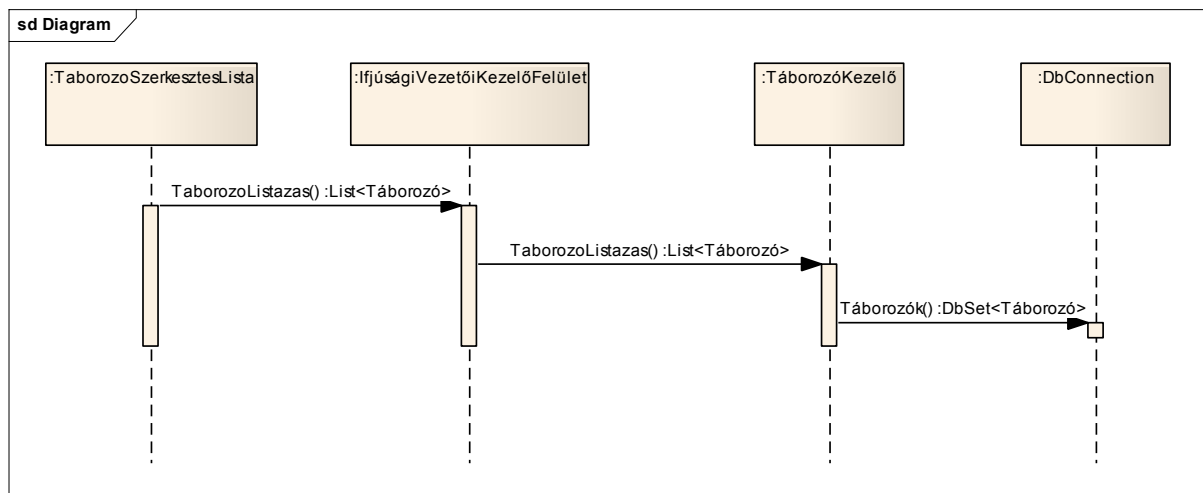 sd Diagram
:TaborozoSzerkesztesLista
:IfjúságiVezetőiKezelőFelület
:TáborozóKezelő
:DbConnection
TaborozoListazas() :List<Táborozó>
TaborozoListazas() :List<Táborozó>
Táborozók() :DbSet<Táborozó>